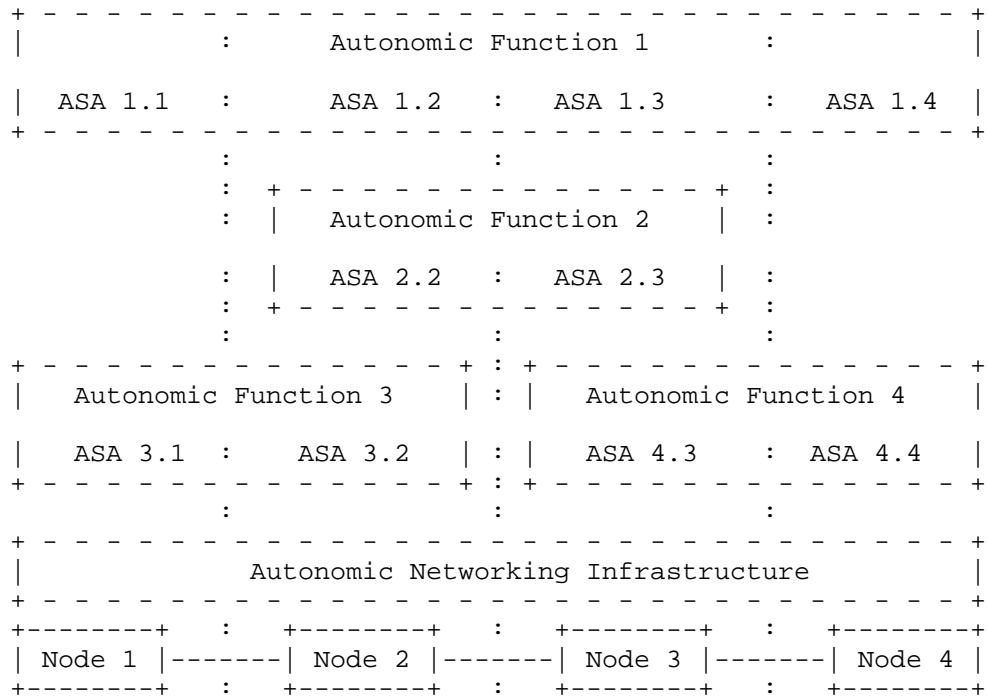 Autonomic Function 1
ASA 1.1 : ASA 1.2 : ASA 1.3 : ASA 1.4
Autonomic Function 2
ASA 2.2 : ASA 2.3
Autonomic Function 3 Autonomic Function 4
ASA 3.1 : ASA 3.2 ASA 4.3 : ASA 4.4
Autonomic Networking Infrastructure
Node 1 Node 2 Node 3 Node 4